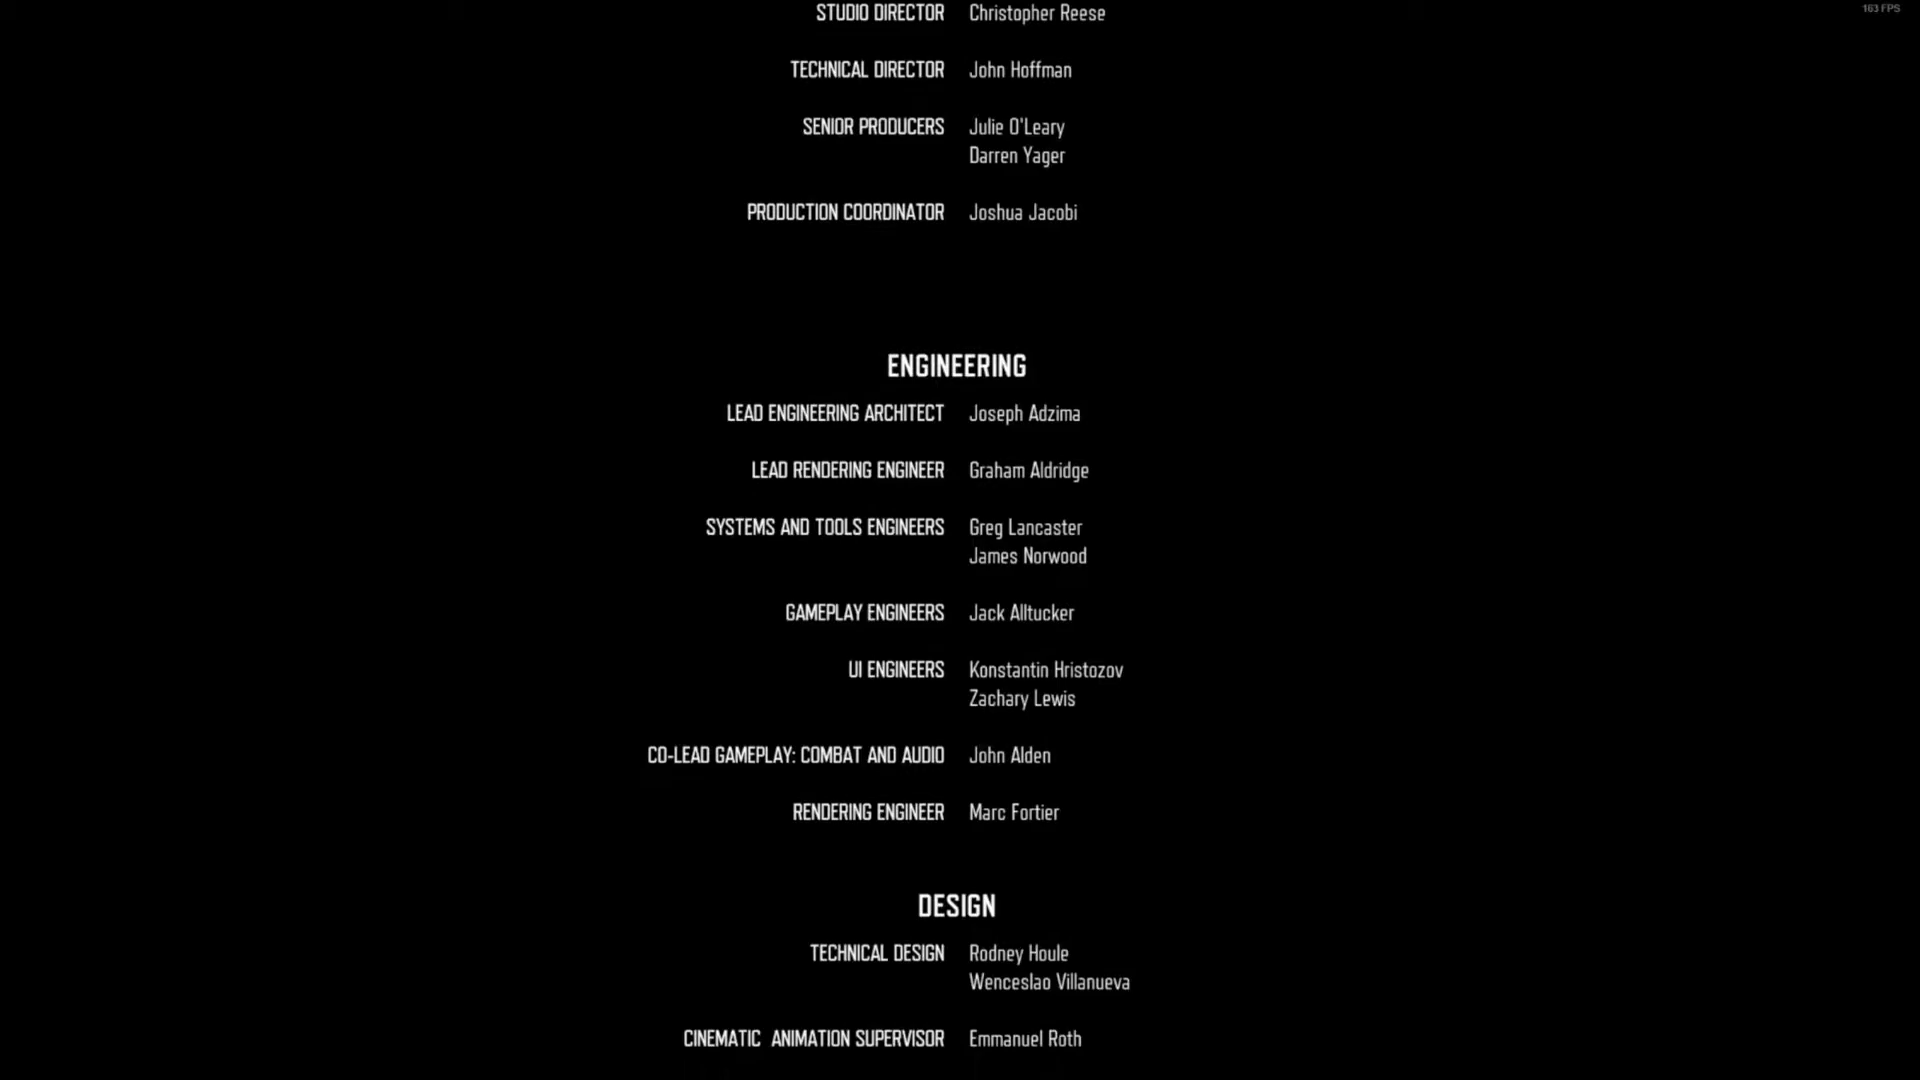 163 FPS
STUDIO DIRECTOR Christopher Reese
TECHNICAL DIRECTOR John Hoffman
SENIOR PRODUCERS Julie O'Leary
Darren Yager
PRODUCTION COORDINATOR Joshua Jacobi
ENGINEERING
LEAD ENGINEERING ARCHITECT Joseph Adzima
LEAD RENDERING ENGINEER Graham Aldridge
SYSTEMS AND TOOLS ENGINEERS Greg Lancaster
James Norwood
GAMEPLAY ENGINEERS Jack Alltucker
UI ENGINEERS Konstantin Hristozov
Zachary Lewis
CO-LEAD GAMEPLAY: COMBAT AND AUDIO John Alden
RENDERING ENGINEER Marc Fortier
DESIGN
TECHNICAL DESIGN Rodney Houle
Wenceslao Villanueva
CINEMATIC ANIMATION SUPERVISOR Emmanuel Roth